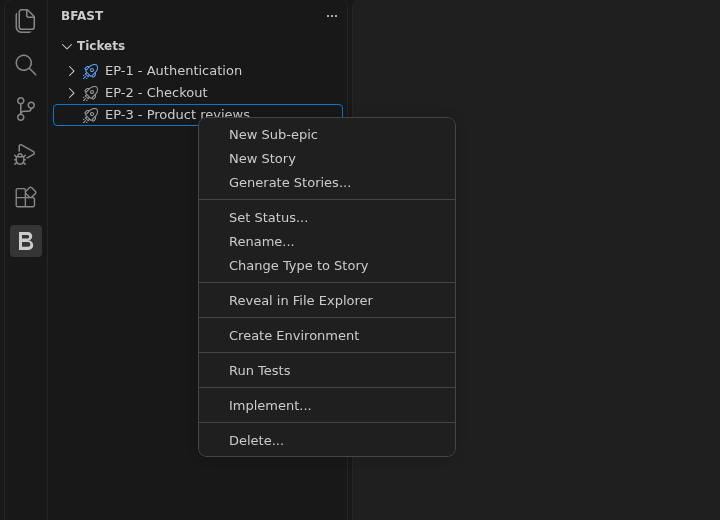 BFAST
Tickets
EP-1 - Authentication
EP-2 - Checkout
EP-3 - Product reviews
New Sub-epic
New Story
Generate Stories...
Set Status...
Rename...
Change Type to Story
Reveal in File Explorer
B
Create Environment
Run Tests
Implement...
Delete...